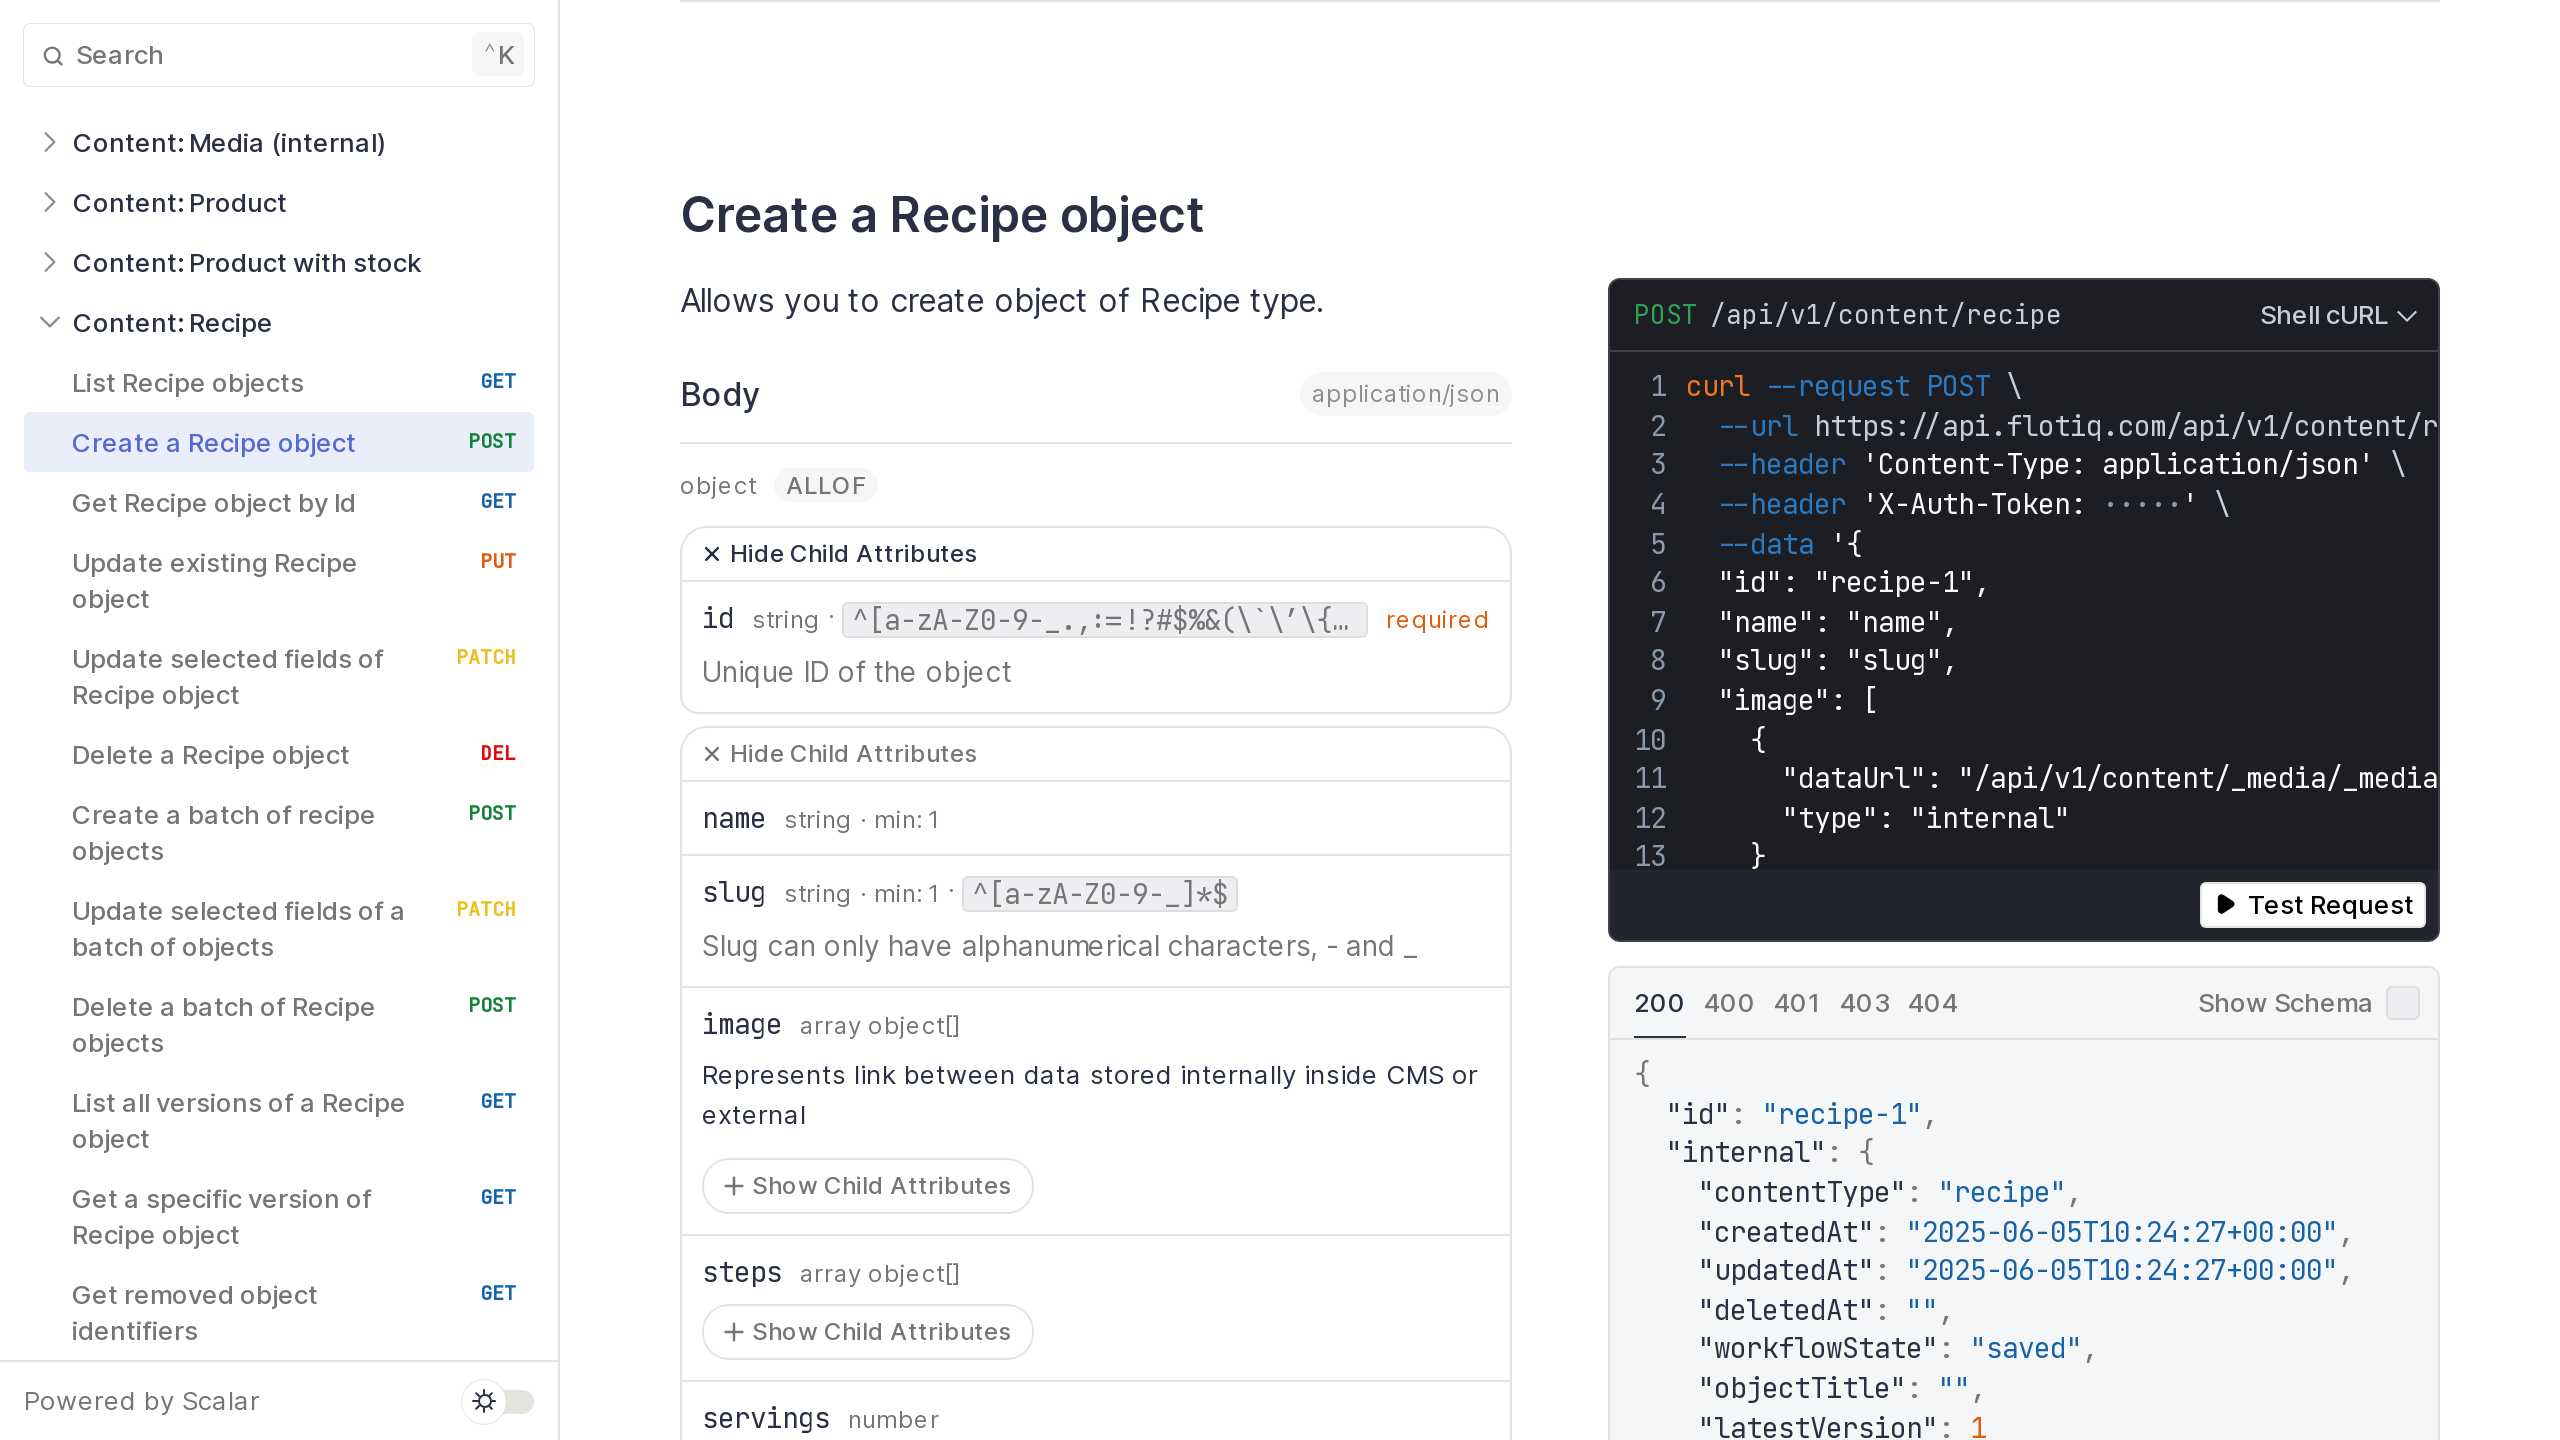 Search
^K
Content: Media (internal)
Content: Product
Content: Product with stock
Content: Recipe
List Recipe objects GET
Create a Recipe object POST
Get Recipe object by Id GET
Update existing Recipe PUT
object
Update selected fields of PATCH
Recipe object
Delete a Recipe object DEL
Create a batch of recipe POST
objects
Update selected fields of a PATCH
batch of objects
Delete a batch of Recipe POST
objects
List all versions of a Recipe GET
object
Get a specific version of GET
Recipe object
Get removed object GET
identifiers
Powered by Scalar
Create a Recipe object
Allows you to create object of Recipe type.
Body application/json
object ALLOF
Hide Child Attributes
id string · ^[a-zA-Z0-9-_.,:=!?#$%&(\`\’\{… required
Unique ID of the object
Hide Child Attributes
name string · min: 1
slug string · min: 1 · ^[a-zA-Z0-9-_]*$
Slug can only have alphanumerical characters, - and _
image array object[]
Represents link between data stored internally inside CMS or
external
Show Child Attributes
steps array object[]
Show Child Attributes
servings number
POST /api/v1/content/recipe Shell cURL
1 curl --request POST \
2 --url https://api.flotiq.com/api/v1/content/r
3 --header 'Content-Type: application/json' \
4 --header 'X-Auth-Token: ·····' \
5 --data '{
6 "id": "recipe-1",
7 "name": "name",
8 "slug": "slug",
9 "image": [
10 {
11 "dataUrl": "/api/v1/content/_media/_media
12 "type": "internal"
13 }
Test Request
200 400 401 403 404 Show Schema
{
"id": "recipe-1",
"internal": {
"contentType": "recipe",
"createdAt": "2025-06-05T10:24:27+00:00",
"updatedAt": "2025-06-05T10:24:27+00:00",
"deletedAt": "",
"workflowState": "saved",
"objectTitle": "",
"latestVersion": 1